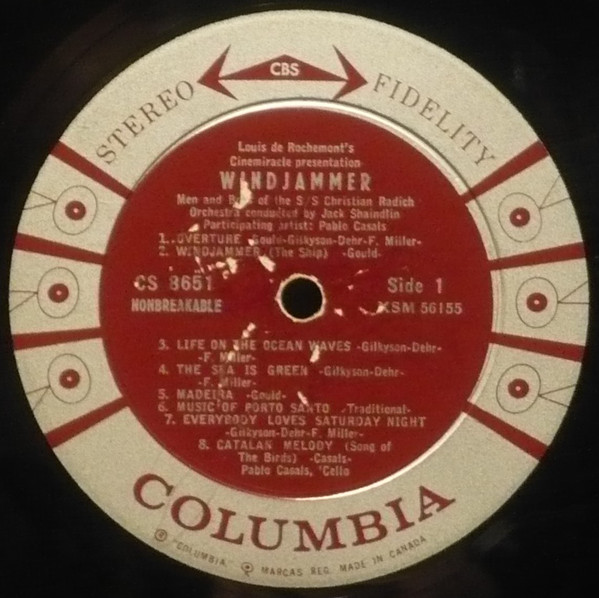 STEREO CBS FIDELITY
Louis de Rochemont's
Cinemiracle presentation
WINDJAMMER
Men and Boys of the S/S Christian Radich
Orchestra conducted by Jack Shaindlin
Participating Artist: Pablo Casals
1. OVERTURE -Gould-Gilkyson-Dehr-F. Miller-
2. WINDJAMMER (The Ship) -Gould-
CS 8651 Side 1
NONBREAKABLE XSM 56155
3. LIFE ON THE OCEAN WAVES -Gilkyson-Dehr-
-F. Miller-
4. THE SEA IS GREEN -Gilkyson-Dehr-
-F. Miller-
5. MADEIRA -Gould-
6. MUSIC OF PORTO SANTO -Traditional-
7. EVERYBODY LOVES SATURDAY NIGHT
-Gilkyson-Dehr-F. Miller-
8. CATALAN MELODY (Song of
The Birds) -Casals-
Pablo Casals, 'Cello
COLUMBIA
"COLUMBIA" MARCAS REG. MADE IN CANADA